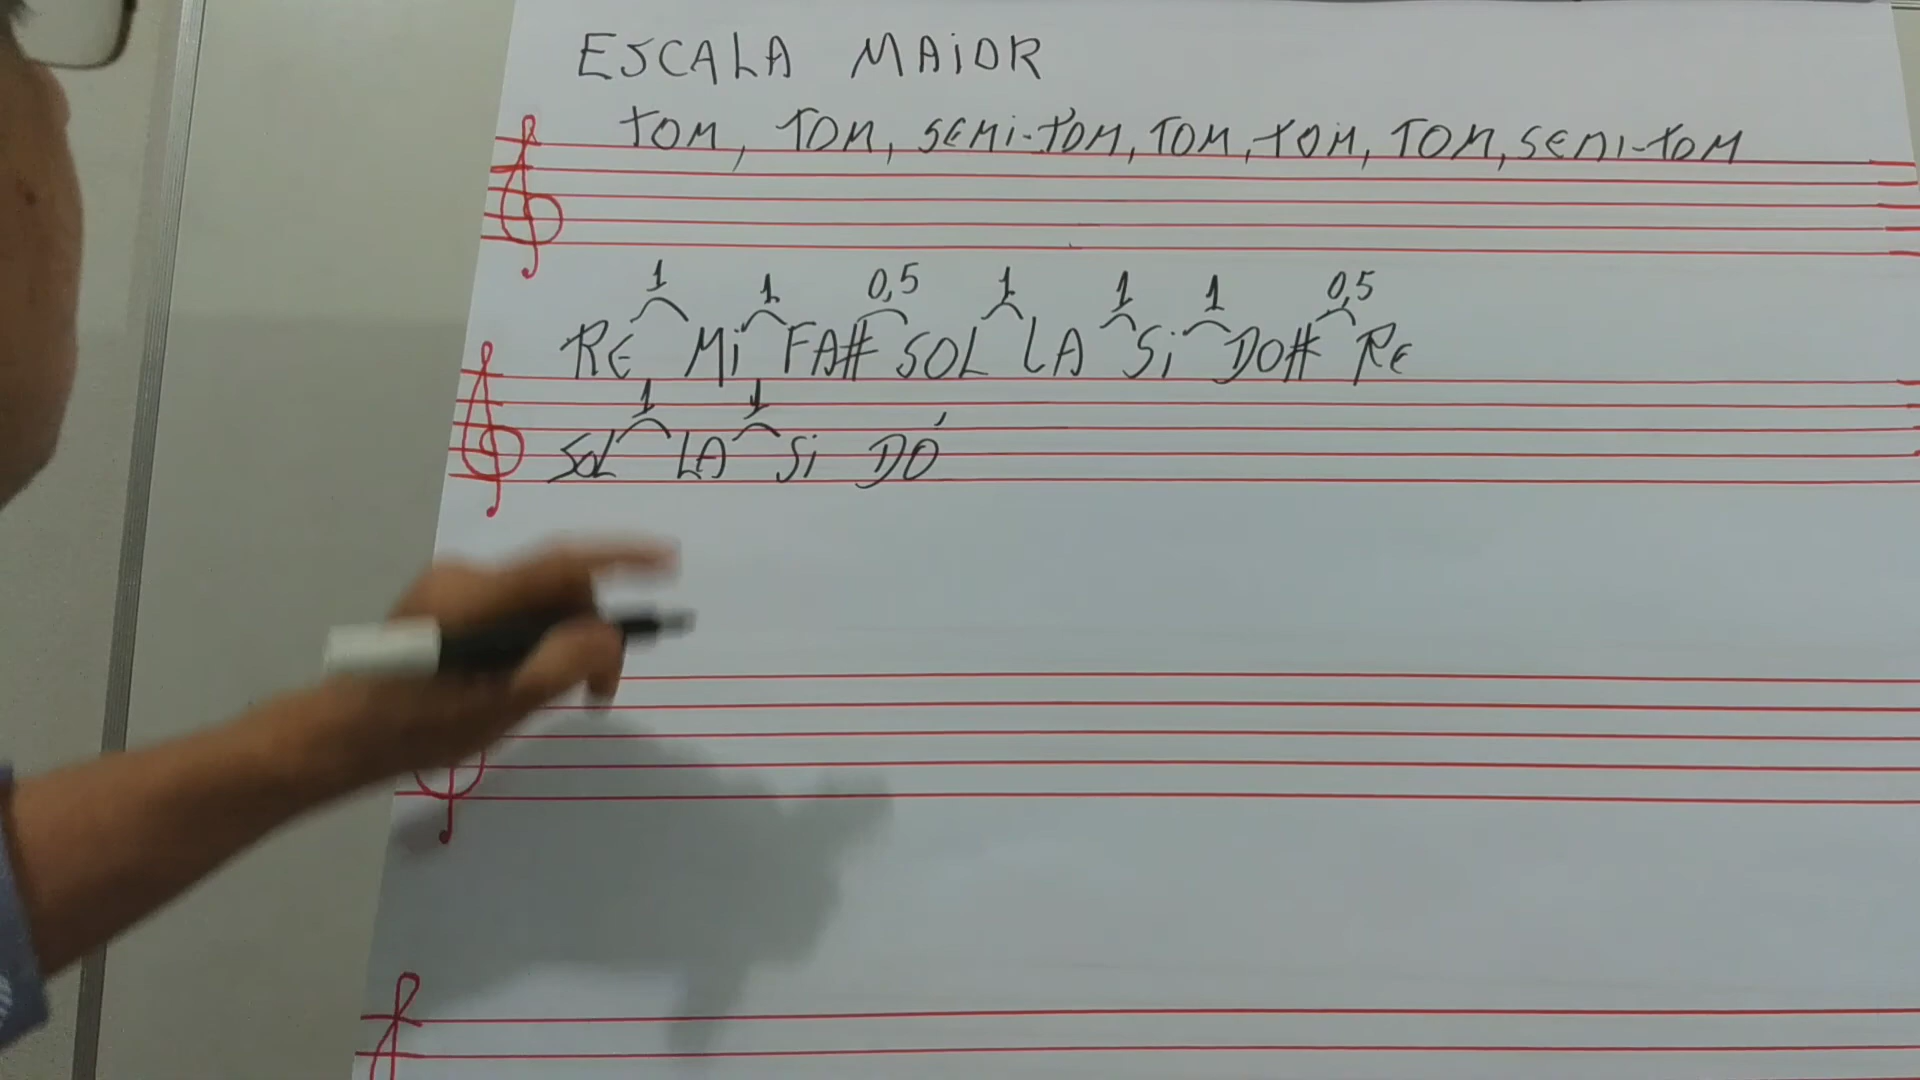 ESCALA MAiOR
TOM, TOM, SEMi-TOM, TOM, TOM, TOM, SEMi-TOM
1 1 0,5 1 1 1 0,5
RE Mi FA# SOL LA Si DO# RE
1 1
SOL LA Si DÓ